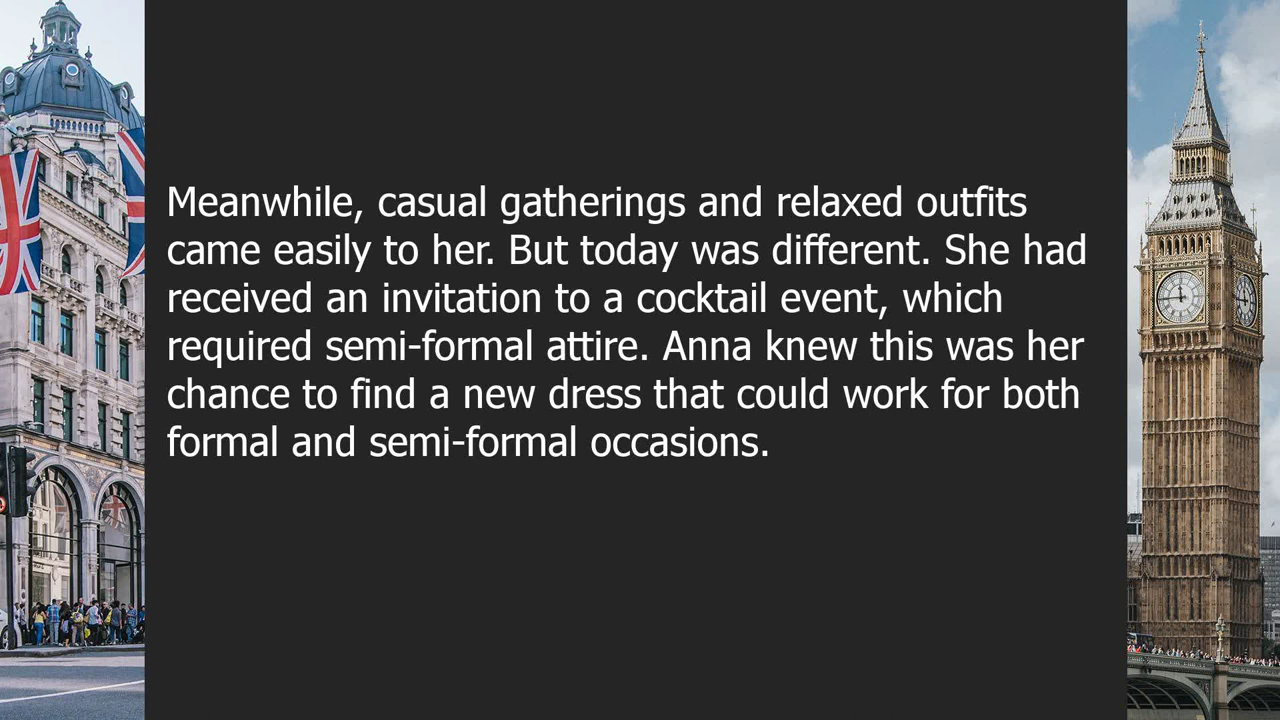 Meanwhile, casual gatherings and relaxed outfits
came easily to her. But today was different. She had
received an invitation to a cocktail event, which
required semi-formal attire. Anna knew this was her
chance to find a new dress that could work for both
formal and semi-formal occasions.